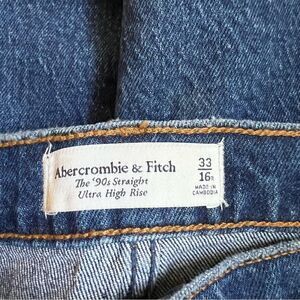 Abercrombie & Fitch
The '90s Straight
Ultra High Rise
33
16R
MADE IN
CAMBODIA